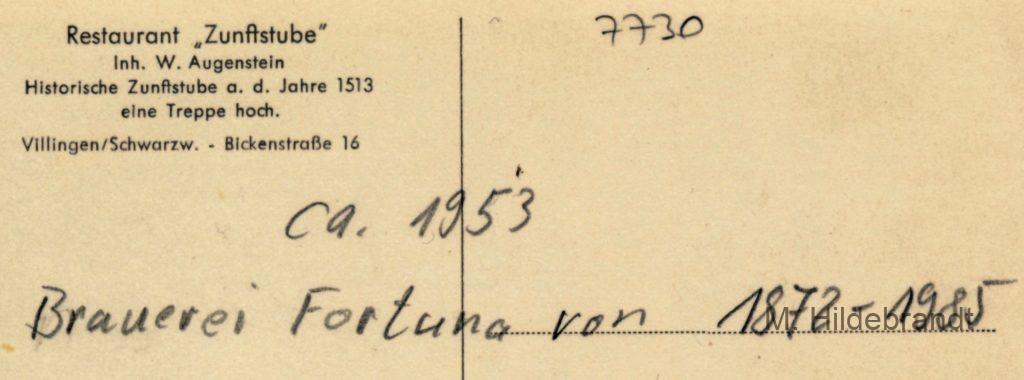 Restaurant „Zunftstube“
Inh. W. Augenstein
Historische Zunftstube a. d. Jahre 1513
eine Treppe hoch.
Villingen/Schwarzw. - Bickenstraße 16
7730
ca. 1953
Brauerei Fortuna von 1872-1985
M. Hildebrandt